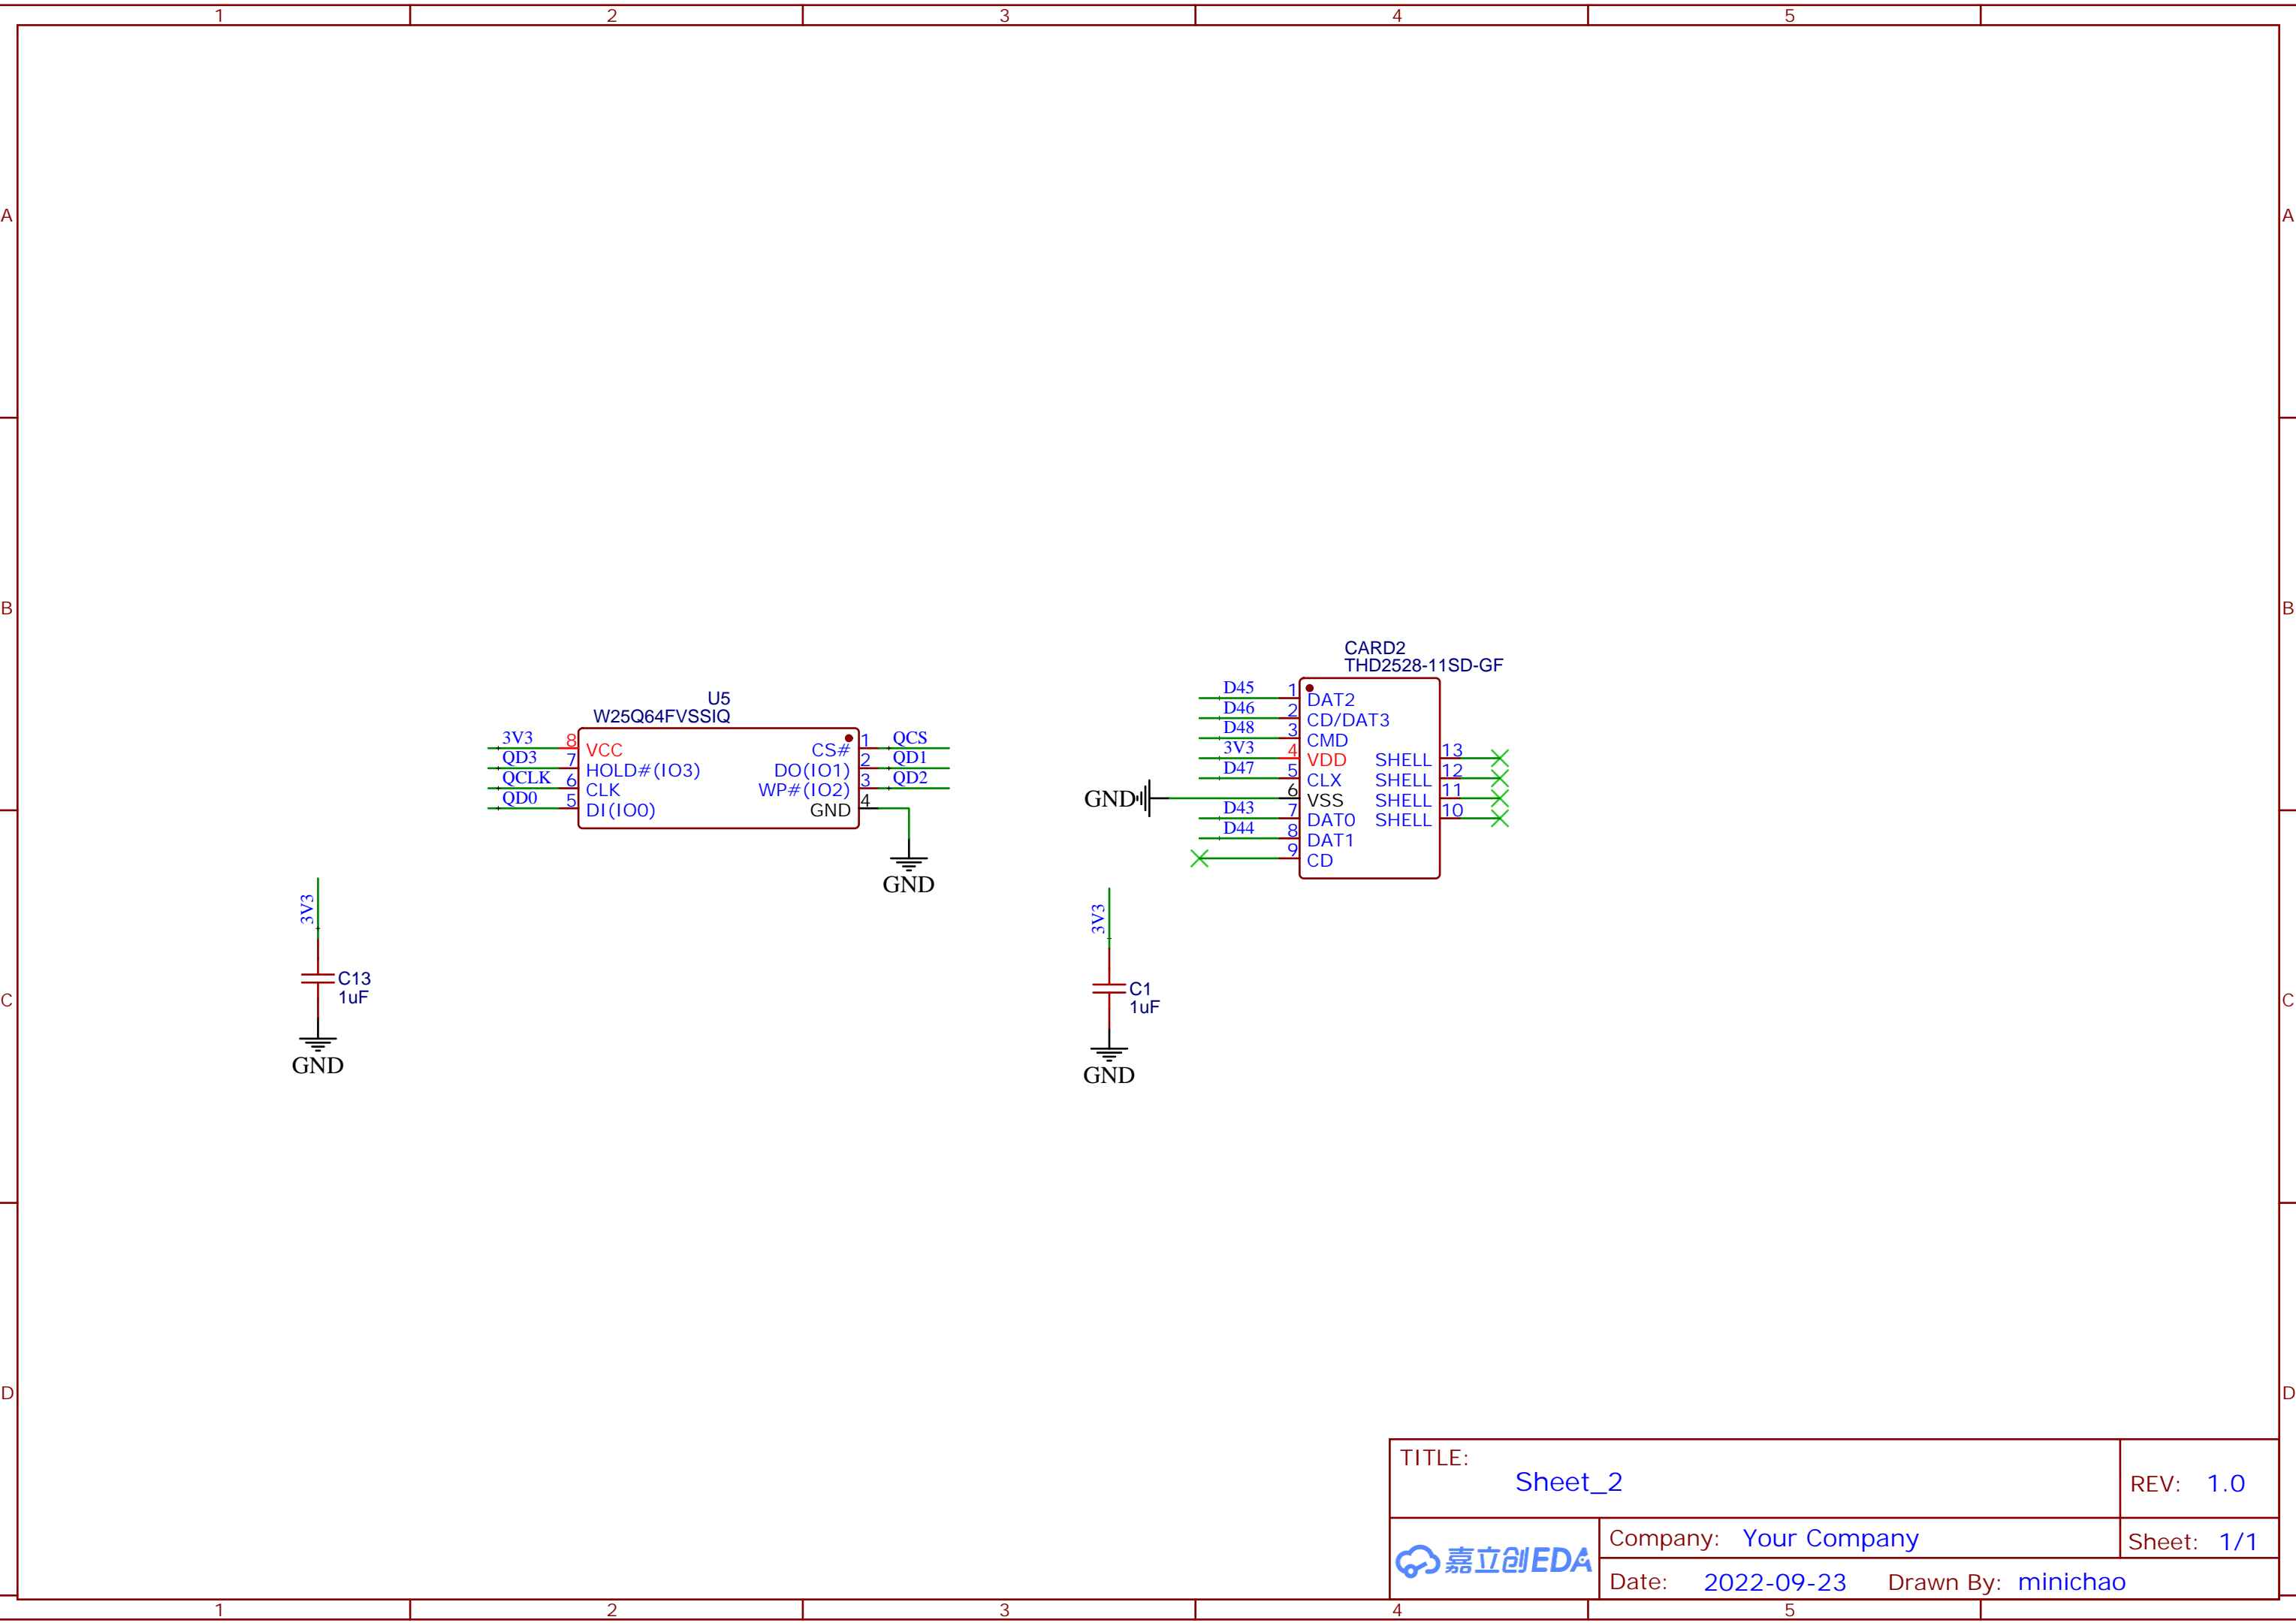 1 2 3 4 5
A A
B B
C C
D D
U5
W25Q64FVSSIQ
3V3 8 VCC
QD3 7 HOLD#(IO3)
QCLK 6 CLK
QD0 5 DI(IO0)
CS# 1 QCS
DO(IO1) 2 QD1
WP#(IO2) 3 QD2
GND 4
GND
CARD2
THD2528-11SD-GF
D45 1 DAT2
D46 2 CD/DAT3
D48 3 CMD
3V3 4 VDD
D47 5 CLX
GND 6 VSS
D43 7 DAT0
D44 8 DAT1
9 CD
SHELL 13
SHELL 12
SHELL 11
SHELL 10
3V3
C13
1uF
GND
3V3
C1
1uF
GND
TITLE:
Sheet_2
REV: 1.0
嘉立创EDA
Company: Your Company
Sheet: 1/1
Date: 2022-09-23 Drawn By: minichao
1 2 3 4 5